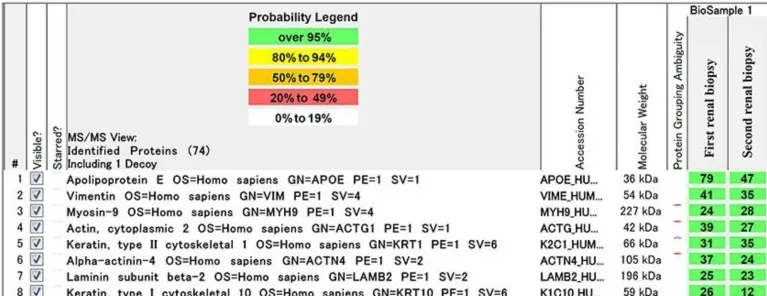 Probability Legend
over 95%
80% to 94%
50% to 79%
20% to 49%
0% to 19%
BioSample 1
# Visible? Starred? MS/MS View: Accession Number Molecular Weight Protein Grouping Ambiguity First renal biopsy Second renal biopsy
Identified Proteins (74)
Including 1 Decoy
1 Apolipoprotein E OS=Homo sapiens GN=APOE PE=1 SV=1 APOE_HU... 36 kDa 79 47
2 Vimentin OS=Homo sapiens GN=VIM PE=1 SV=4 VIME_HUM... 54 kDa 41 35
3 Myosin-9 OS=Homo sapiens GN=MYH9 PE=1 SV=4 MYH9_HU... 227 kDa 24 28
4 Actin, cytoplasmic 2 OS=Homo sapiens GN=ACTG1 PE=1 SV=1 ACTG_HU... 42 kDa 39 27
5 Keratin, type II cytoskeletal 1 OS=Homo sapiens GN=KRT1 PE=1 SV=6 K2C1_HUM... 66 kDa 31 35
6 Alpha-actinin-4 OS=Homo sapiens GN=ACTN4 PE=1 SV=2 ACTN4_HU... 105 kDa 37 24
7 Laminin subunit beta-2 OS=Homo sapiens GN=LAMB2 PE=1 SV=2 LAMB2_HU... 196 kDa 25 23
8 Keratin, type I cytoskeletal 10 OS=Homo sapiens GN=KRT10 PE=1 SV=6 K1C10_HU... 59 kDa 26 12